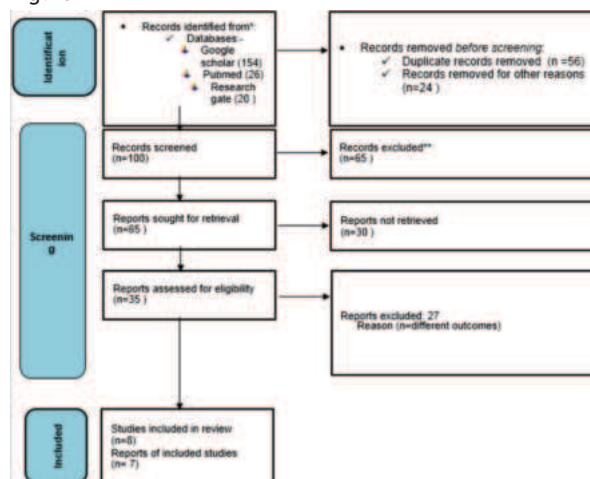 Identificat
ion
Records identified from*:
Databases:-
Google
scholar (154)
Pubmed (26)
Research
gate (20 )
Records removed before screening:
Duplicate records removed (n =56)
Records removed for other reasons
(n=24 )
Screenin
g
Records screened
(n=100)
Records excluded**
(n=65 )
Reports sought for retrieval
(n=65 )
Reports not retrieved
(n=30 )
Reports assessed for eligibility
(n=35 )
Reports excluded: 27
Reason (n=different outcomes)
Included
Studies included in review
(n=8)
Reports of included studies
(n= 7)